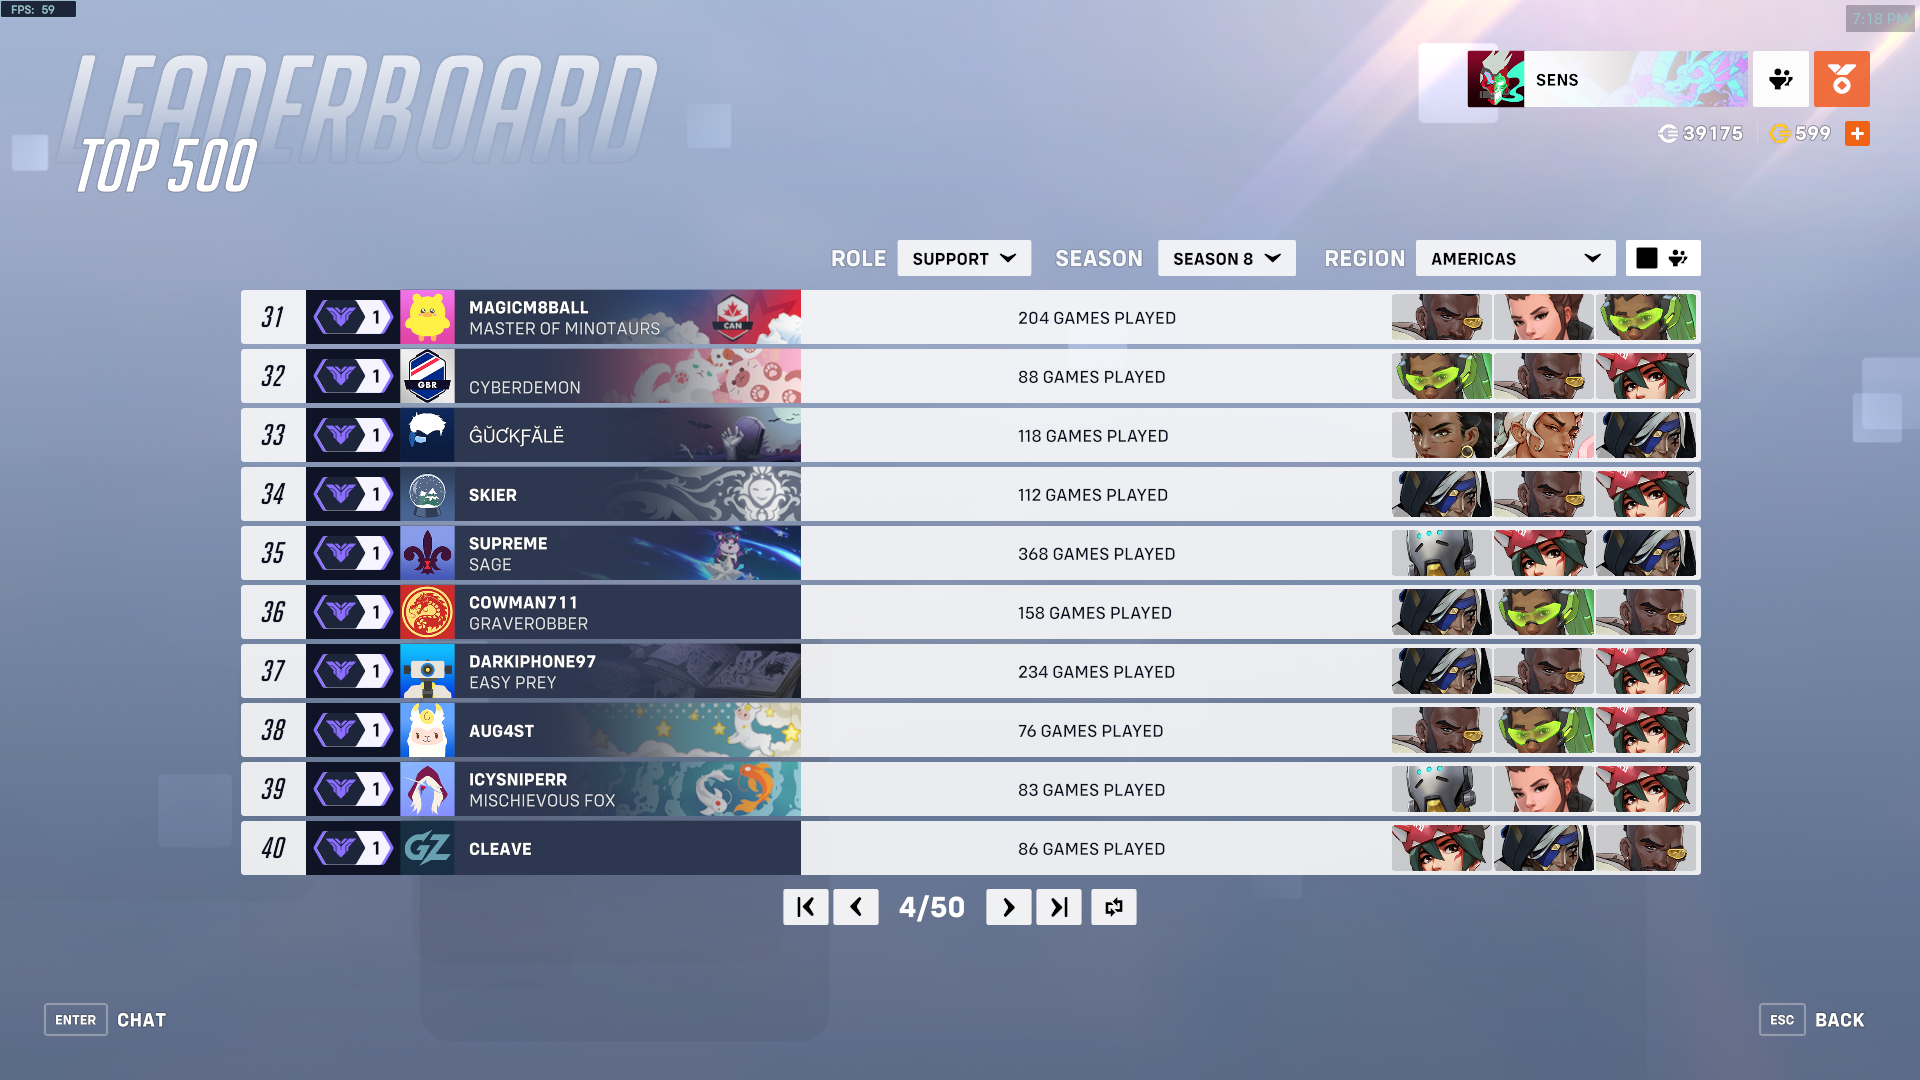 FPS: 59
7:18 PM
LEADERBOARD
TOP 500
SENS
39175
599
ROLE SUPPORT SEASON SEASON 8 REGION AMERICAS
31 1 MAGICM8BALL
MASTER OF MINOTAURS
CAN
204 GAMES PLAYED
32 1 GBR CYBERDEMON 88 GAMES PLAYED
33 1 ĜŬƇKƑĂLË 118 GAMES PLAYED
34 1 SKIER 112 GAMES PLAYED
35 1 SUPREME
SAGE
368 GAMES PLAYED
36 1 COWMAN711
GRAVEROBBER
158 GAMES PLAYED
37 1 DARKIPHONE97
EASY PREY
234 GAMES PLAYED
38 1 AUG4ST 76 GAMES PLAYED
39 1 ICYSNIPERR
MISCHIEVOUS FOX
83 GAMES PLAYED
40 1 GZ CLEAVE 86 GAMES PLAYED
4/50
ENTER CHAT
ESC BACK